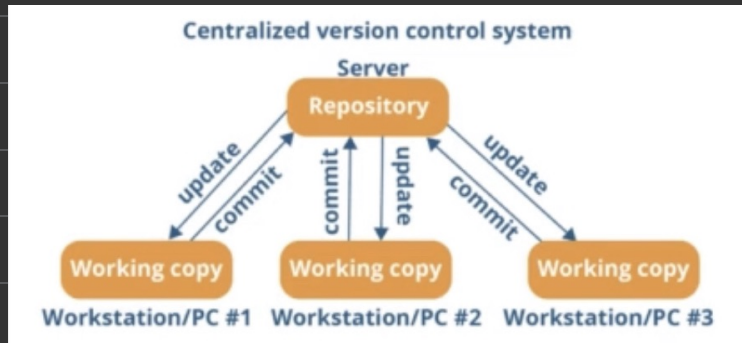 Centralized version control system
Server
Repository
update
commit
commit
update
commit
update
Working copy
Working copy
Working copy
Workstation/PC #1
Workstation/PC #2
Workstation/PC #3